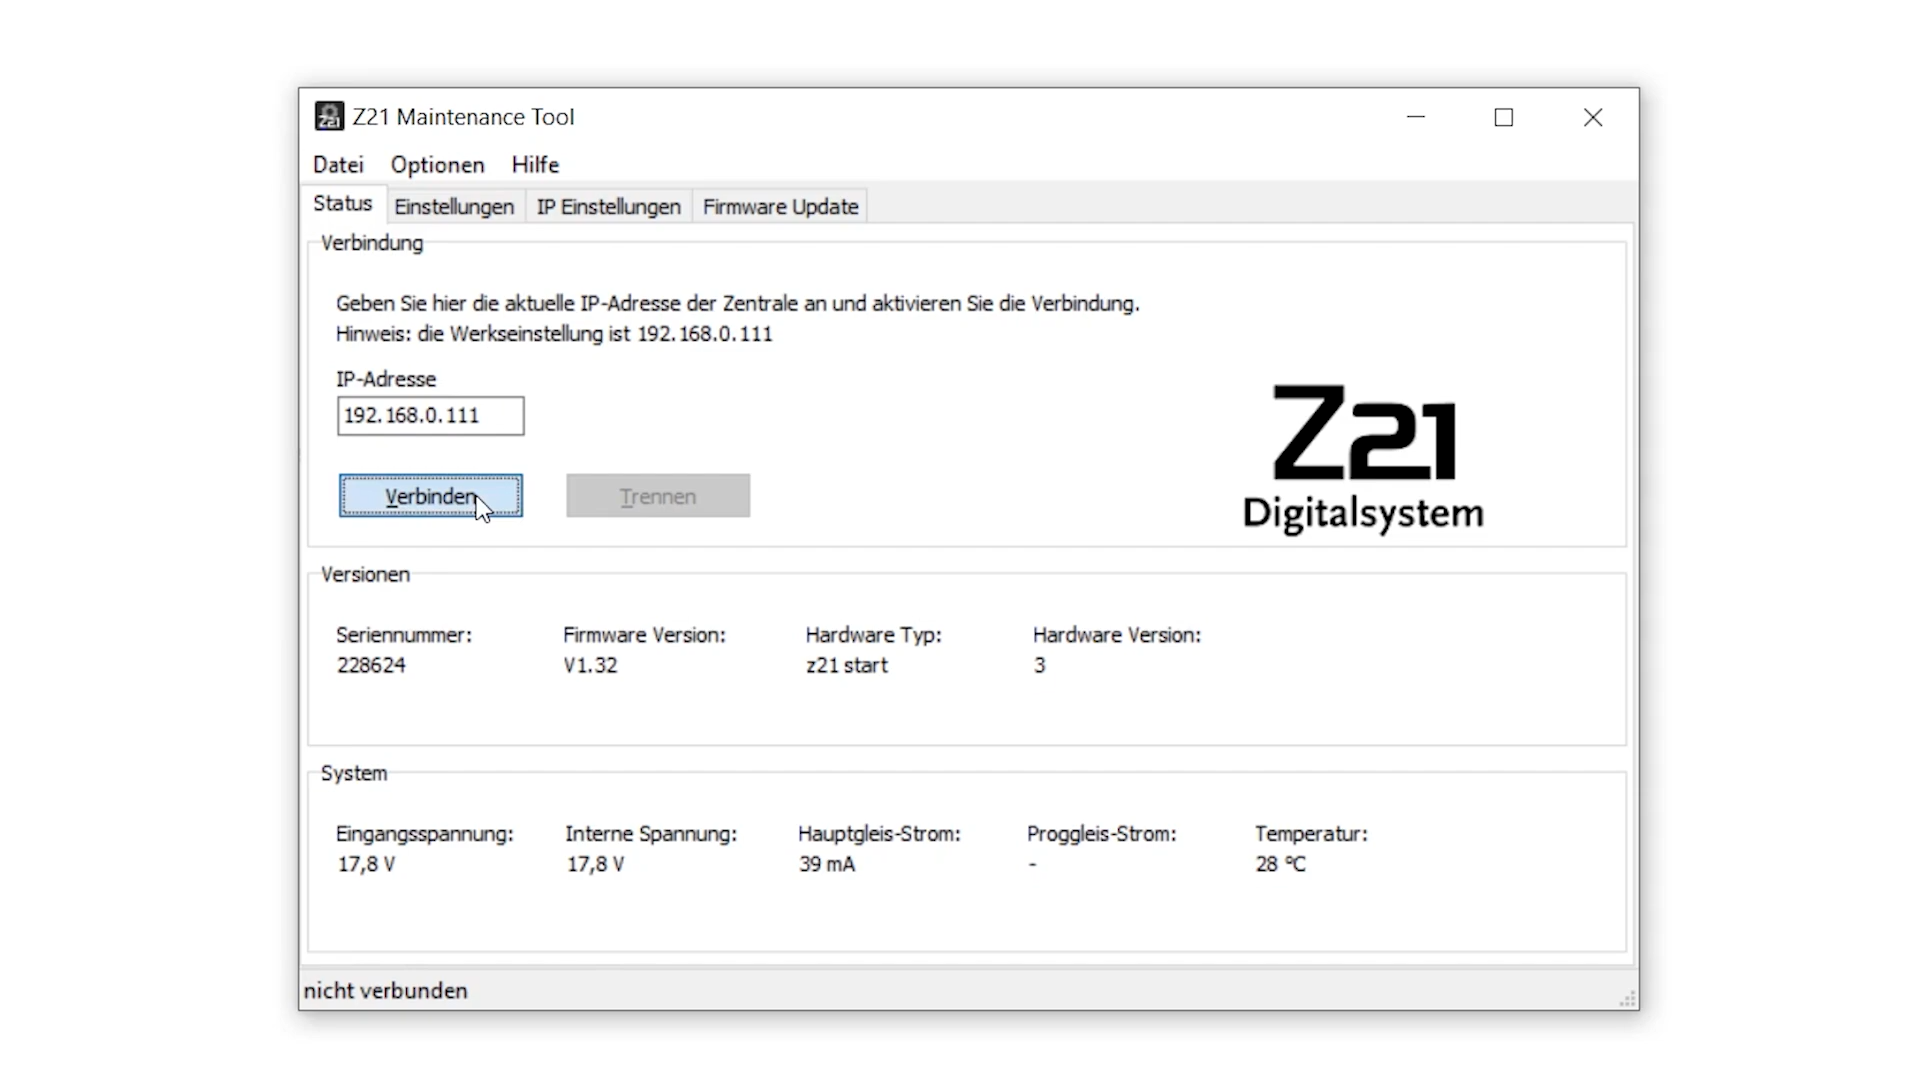 Z21 Maintenance Tool
Datei Optionen Hilfe
Status Einstellungen IP Einstellungen Firmware Update
Verbindung
Geben Sie hier die aktuelle IP-Adresse der Zentrale an und aktivieren Sie die Verbindung.
Hinweis: die Werkseinstellung ist 192.168.0.111
IP-Adresse
192.168.0.111
Verbinden Trennen
Z21
Digitalsystem
Versionen
Seriennummer: Firmware Version: Hardware Typ: Hardware Version:
228624 V1.32 z21 start 3
System
Eingangsspannung: Interne Spannung: Hauptgleis-Strom: Proggleis-Strom: Temperatur:
17,8 V 17,8 V 39 mA - 28 °C
nicht verbunden